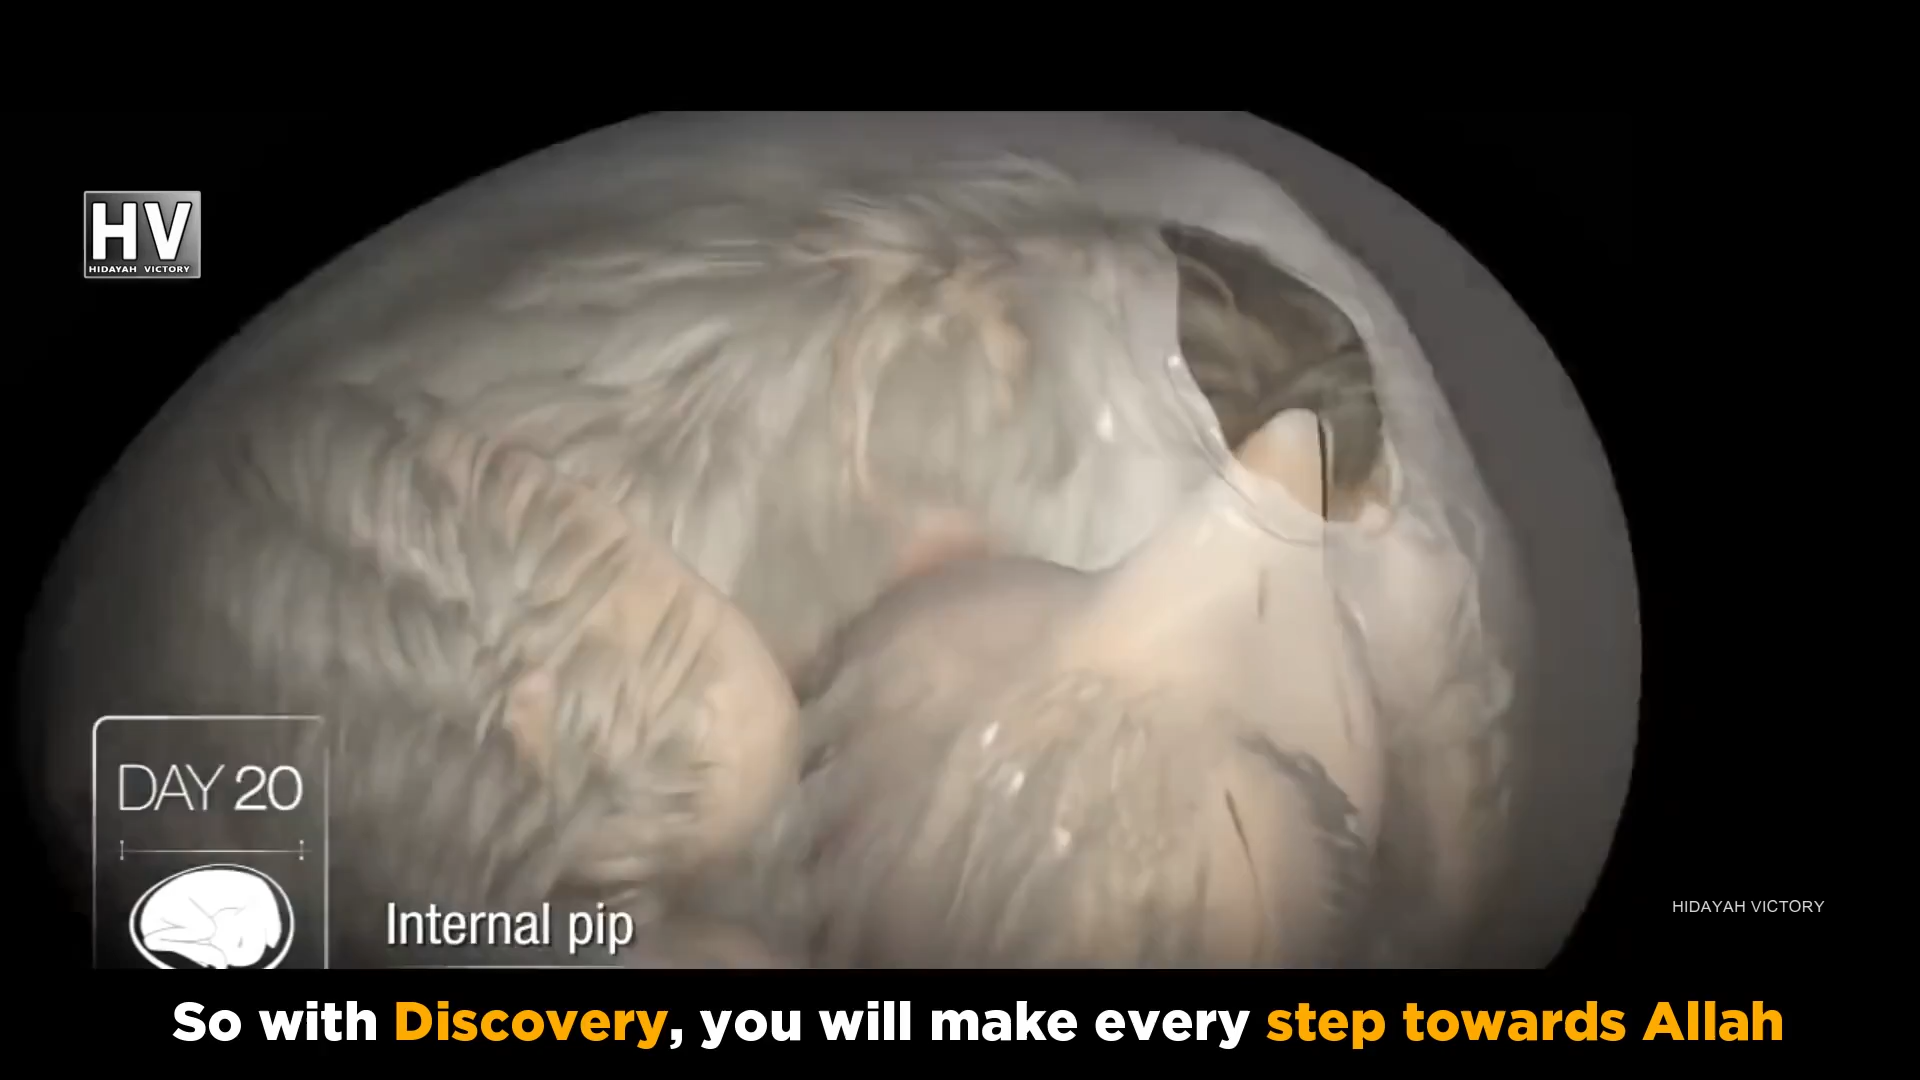 HV
HIDAYAH VICTORY
DAY 20
Internal pip
HIDAYAH VICTORY
So with Discovery, you will make every step towards Allah